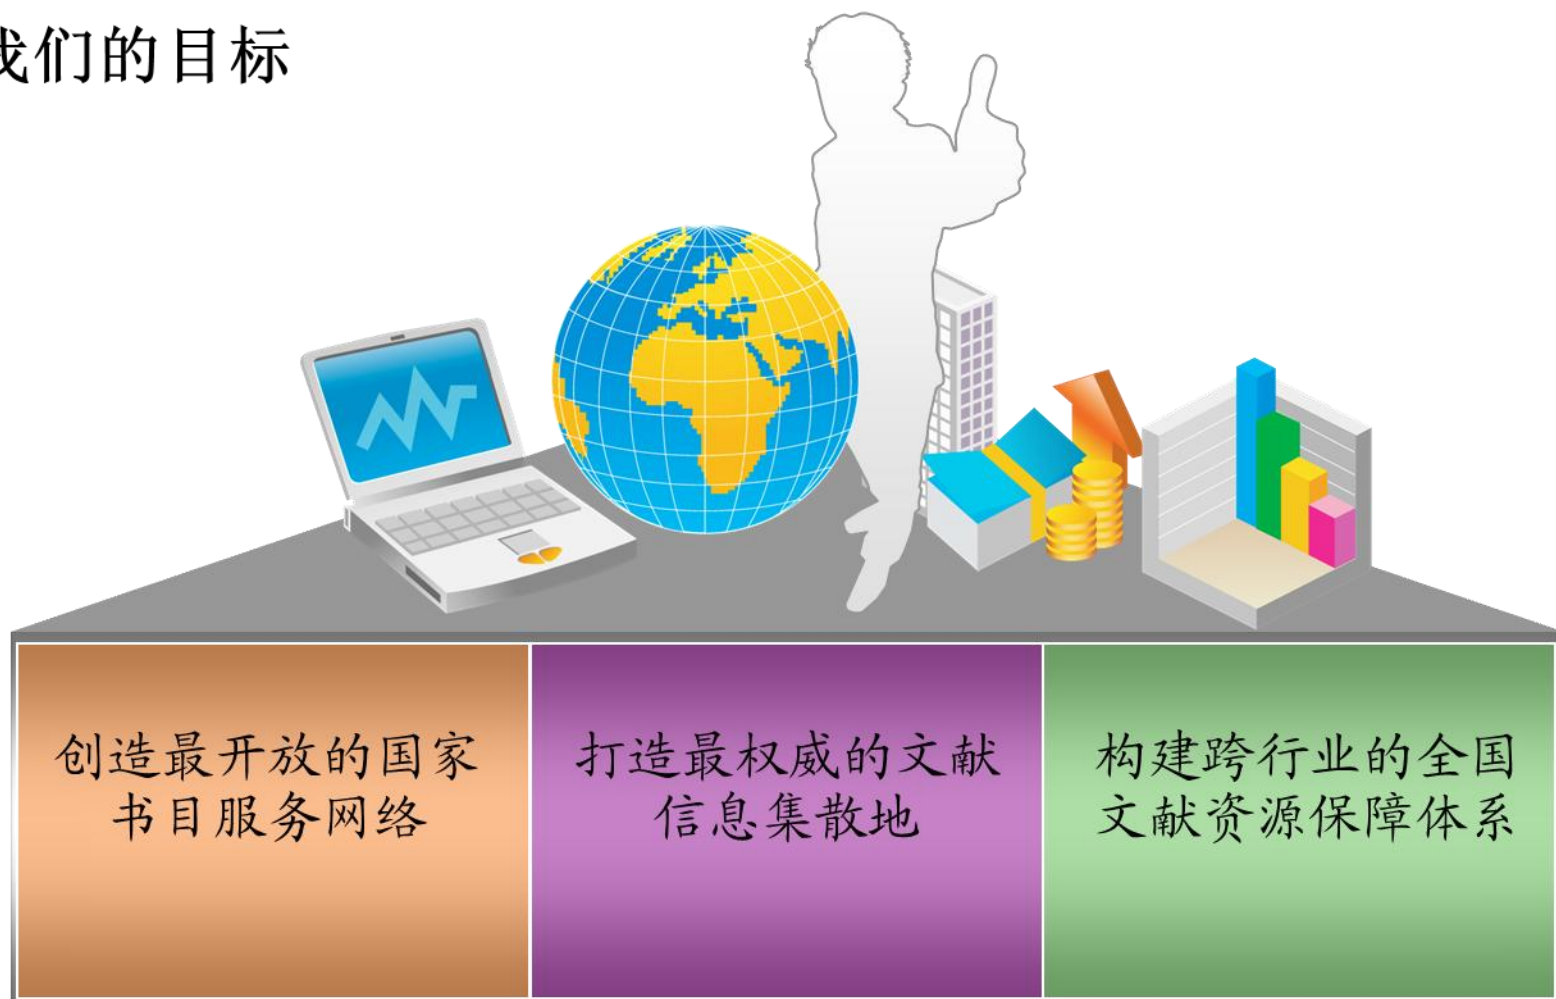 我们的目标
创造最开放的国家
书目服务网络
打造最权威的文献
信息集散地
构建跨行业的全国
文献资源保障体系